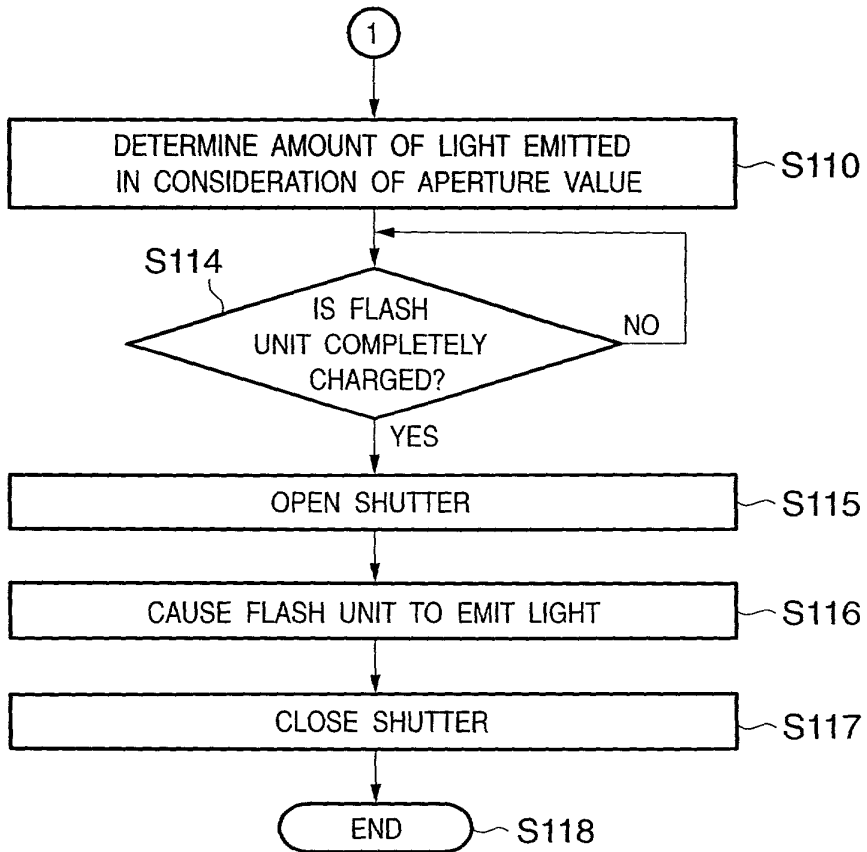 1
DETERMINE AMOUNT OF LIGHT EMITTED
IN CONSIDERATION OF APERTURE VALUE
S110
S114
IS FLASH
UNIT COMPLETELY
CHARGED?
NO
YES
OPEN SHUTTER
S115
CAUSE FLASH UNIT TO EMIT LIGHT
S116
CLOSE SHUTTER
S117
END
S118